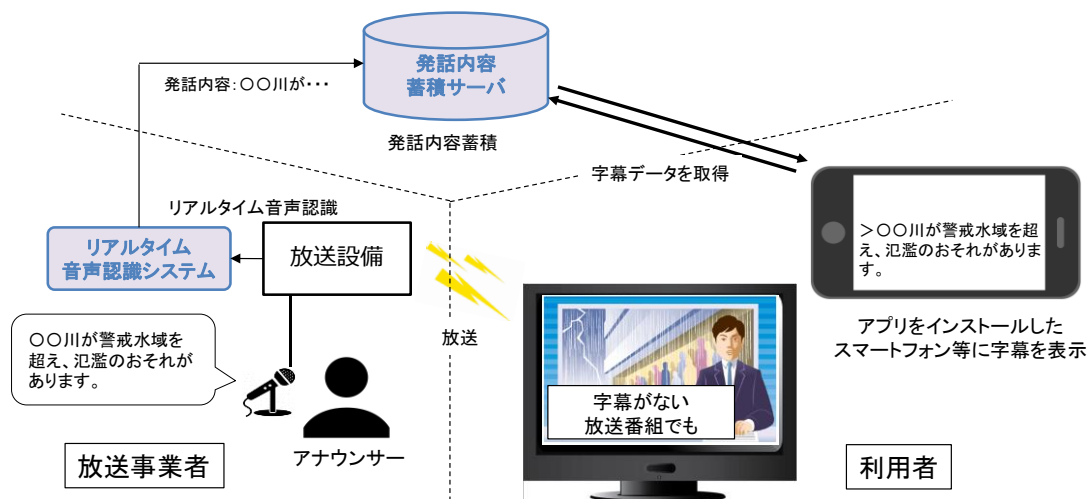 発話内容
蓄積サーバ
発話内容:○○川が・・・
発話内容蓄積
字幕データを取得
リアルタイム音声認識
リアルタイム
音声認識システム
放送設備
放送
○○川が警戒水域を
超え、氾濫のおそれが
あります。
アナウンサー
放送事業者
字幕がない
放送番組でも
>○○川が警戒水域を超
え、氾濫のおそれがありま
す。
アプリをインストールした
スマートフォン等に字幕を表示
利用者